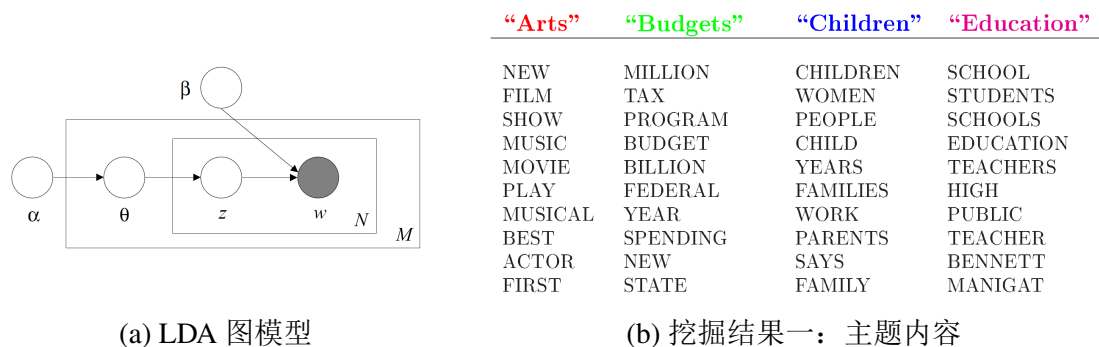 “Arts” “Budgets” “Children” “Education”
NEW MILLION CHILDREN SCHOOL
FILM TAX WOMEN STUDENTS
SHOW PROGRAM PEOPLE SCHOOLS
MUSIC BUDGET CHILD EDUCATION
MOVIE BILLION YEARS TEACHERS
PLAY FEDERAL FAMILIES HIGH
MUSICAL YEAR WORK PUBLIC
BEST SPENDING PARENTS TEACHER
ACTOR NEW SAYS BENNETT
FIRST STATE FAMILY MANIGAT
β
α θ z w N M
(a) LDA 图模型
(b) 挖掘结果一：主题内容